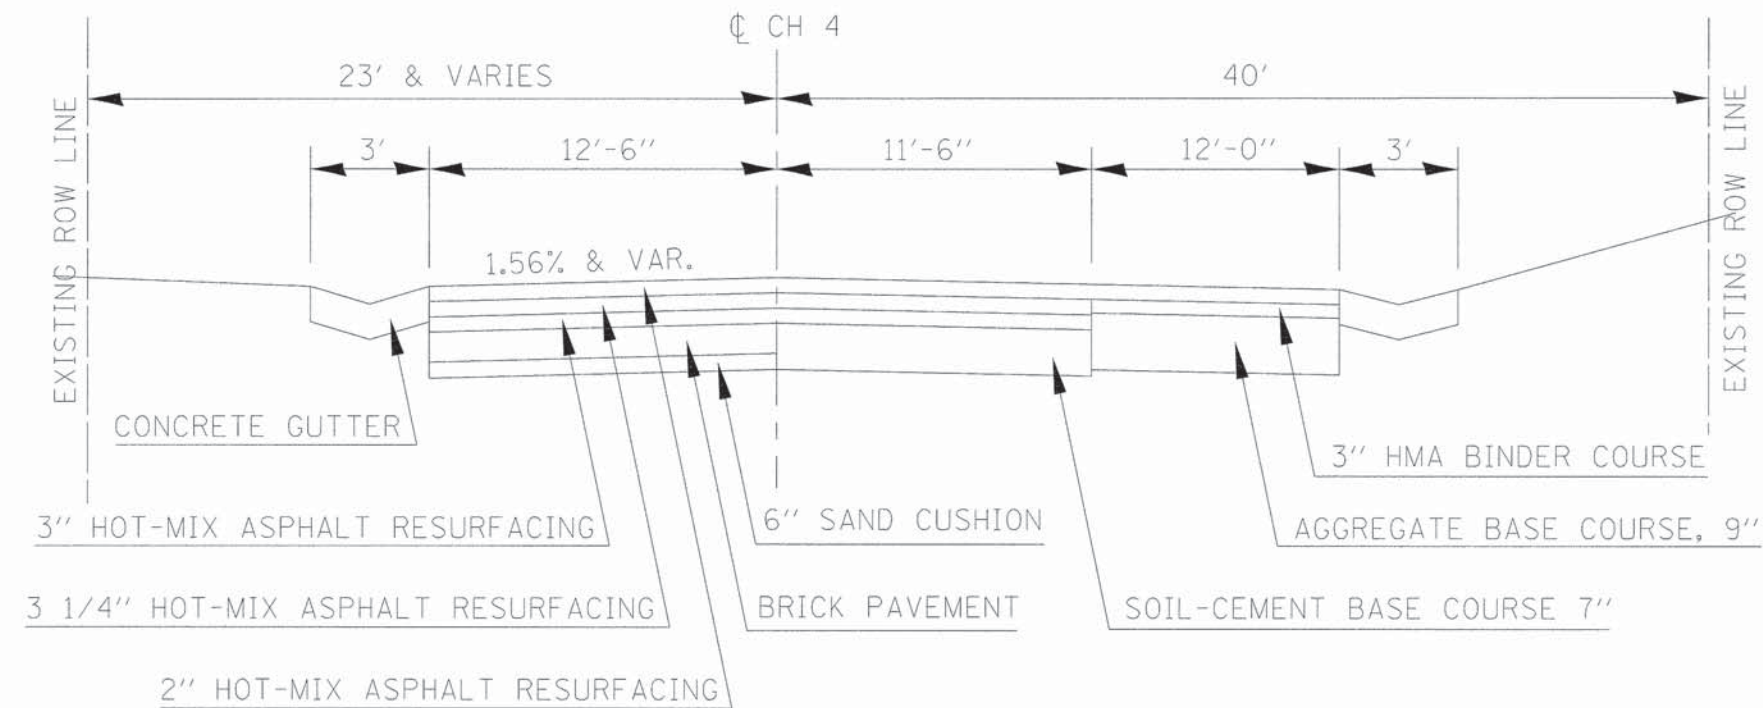 ℄ CH 4
23' & VARIES
40'
3'
12'-6"
11'-6"
12'-0"
3'
EXISTING ROW LINE
EXISTING ROW LINE
1.56% & VAR.
CONCRETE GUTTER
3" HMA BINDER COURSE
3" HOT-MIX ASPHALT RESURFACING
6" SAND CUSHION
AGGREGATE BASE COURSE, 9"
3 1/4" HOT-MIX ASPHALT RESURFACING
BRICK PAVEMENT
SOIL-CEMENT BASE COURSE 7"
2" HOT-MIX ASPHALT RESURFACING